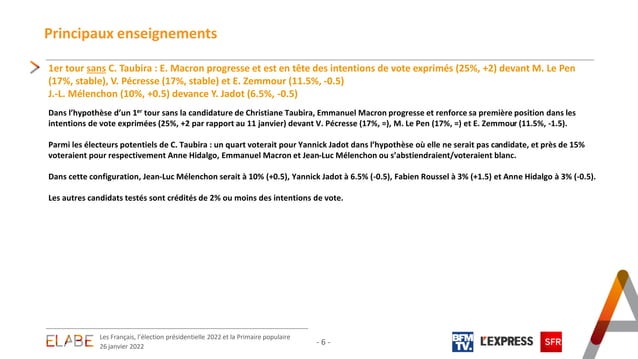 Principaux enseignements
1er tour sans C. Taubira : E. Macron progresse et est en tête des intentions de vote exprimés (25%, +2) devant M. Le Pen
(17%, stable), V. Pécresse (17%, stable) et E. Zemmour (11.5%, -0.5)
J.-L. Mélenchon (10%, +0.5) devance Y. Jadot (6.5%, -0.5)
Dans l’hypothèse d’un 1er tour sans la candidature de Christiane Taubira, Emmanuel Macron progresse et renforce sa première position dans les
intentions de vote exprimées (25%, +2 par rapport au 11 janvier) devant V. Pécresse (17%, =), M. Le Pen (17%, =) et E. Zemmour (11.5%, -1.5).
Parmi les électeurs potentiels de C. Taubira : un quart voterait pour Yannick Jadot dans l’hypothèse où elle ne serait pas candidate, et près de 15%
voteraient pour respectivement Anne Hidalgo, Emmanuel Macron et Jean-Luc Mélenchon ou s’abstiendraient/voteraient blanc.
Dans cette configuration, Jean-Luc Mélenchon serait à 10% (+0.5), Yannick Jadot à 6.5% (-0.5), Fabien Roussel à 3% (+1.5) et Anne Hidalgo à 3% (-0.5).
Les autres candidats testés sont crédités de 2% ou moins des intentions de vote.
ELABE
Les Français, l’élection présidentielle 2022 et la Primaire populaire
26 janvier 2022
- 6 -
BFM
TV.
L'EXPRESS
SFR